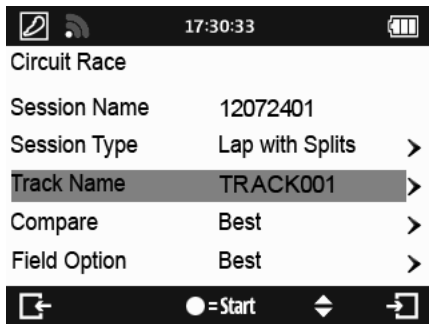 17:30:33
Circuit Race
Session Name 12072401
Session Type Lap with Splits >
Track Name TRACK001 >
Compare Best >
Field Option Best >
=Start